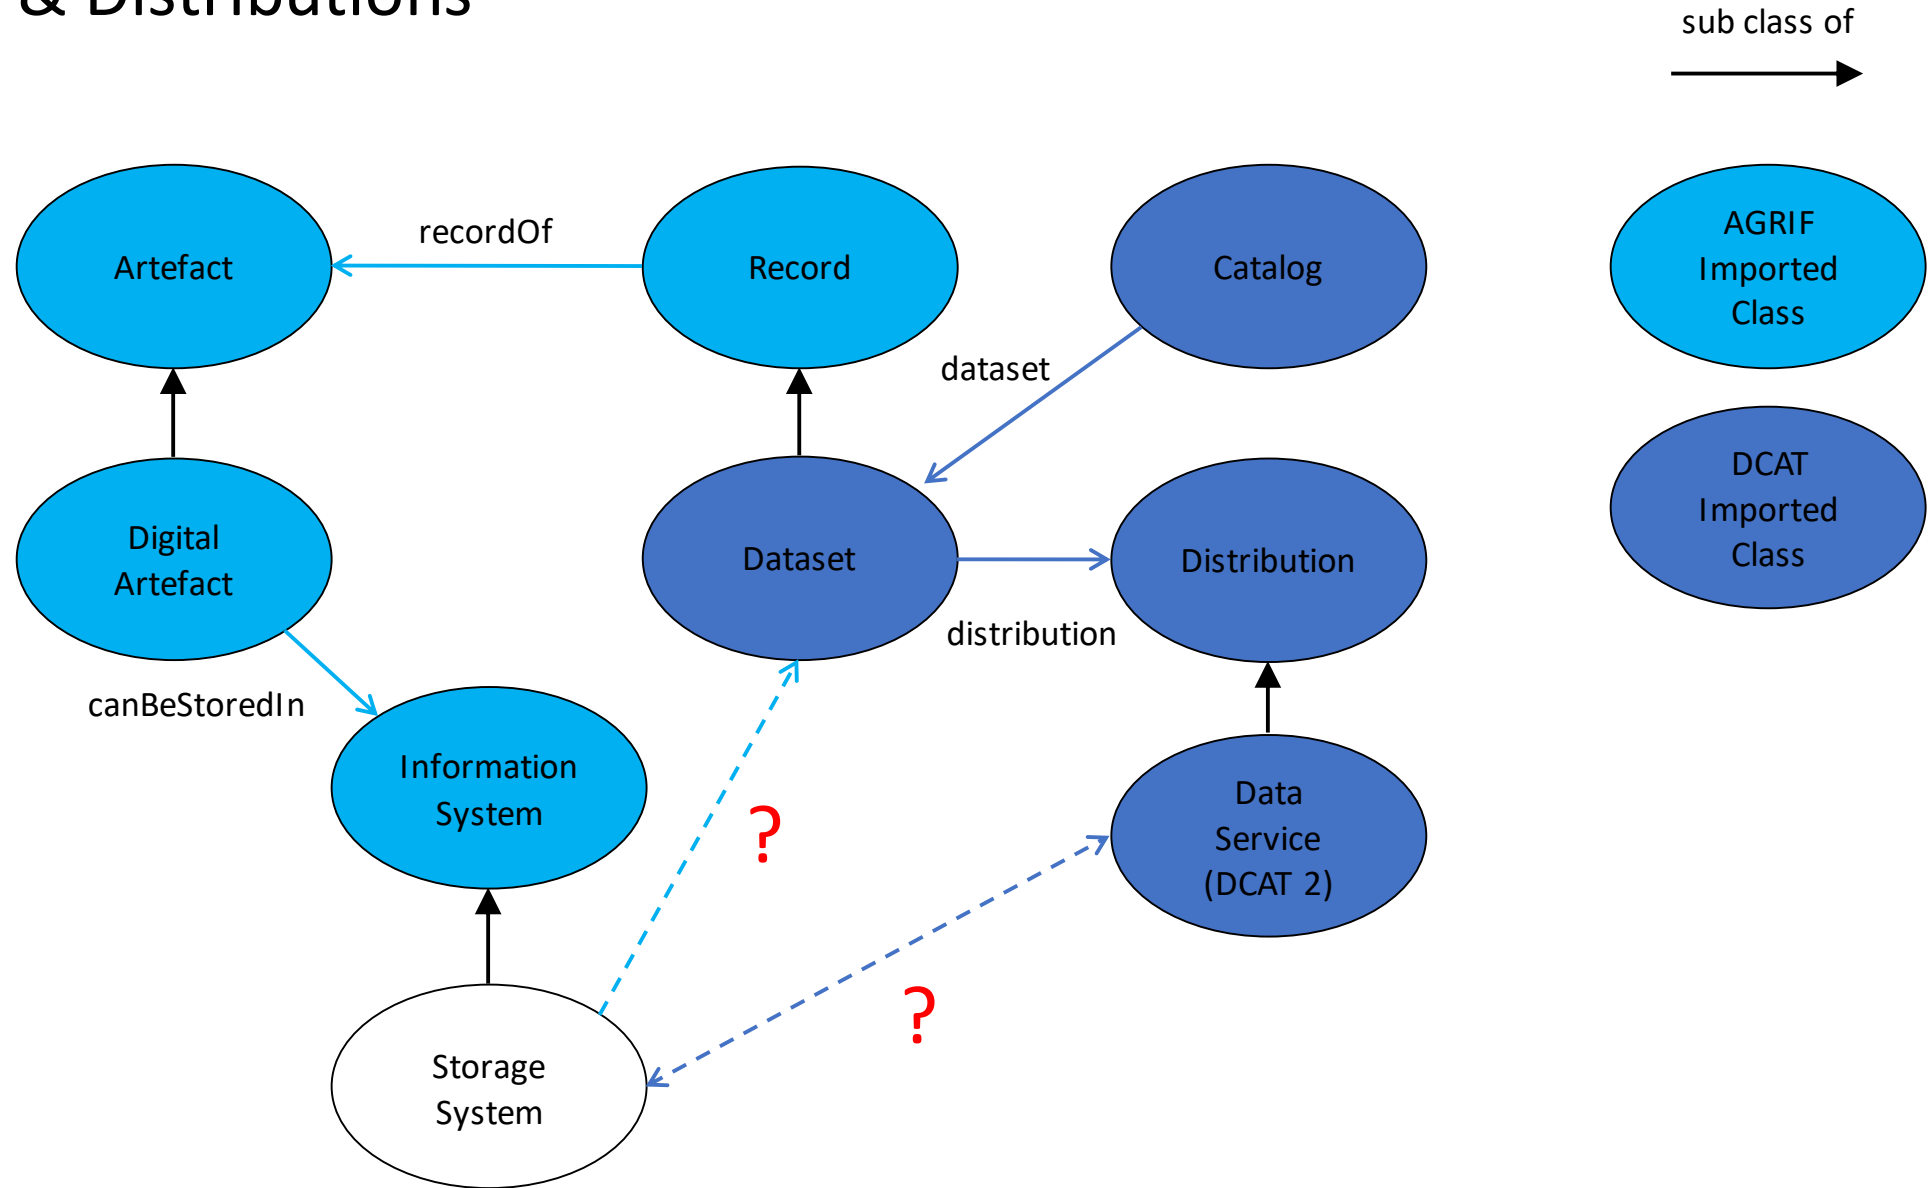 & Distributions
sub class of
Artefact
recordOf
Record
Catalog
AGRIF
Imported
Class
dataset
Digital
Artefact
Dataset
distribution
Distribution
DCAT
Imported
Class
canBeStoredIn
Information
System
?
Data
Service
(DCAT 2)
?
Storage
System